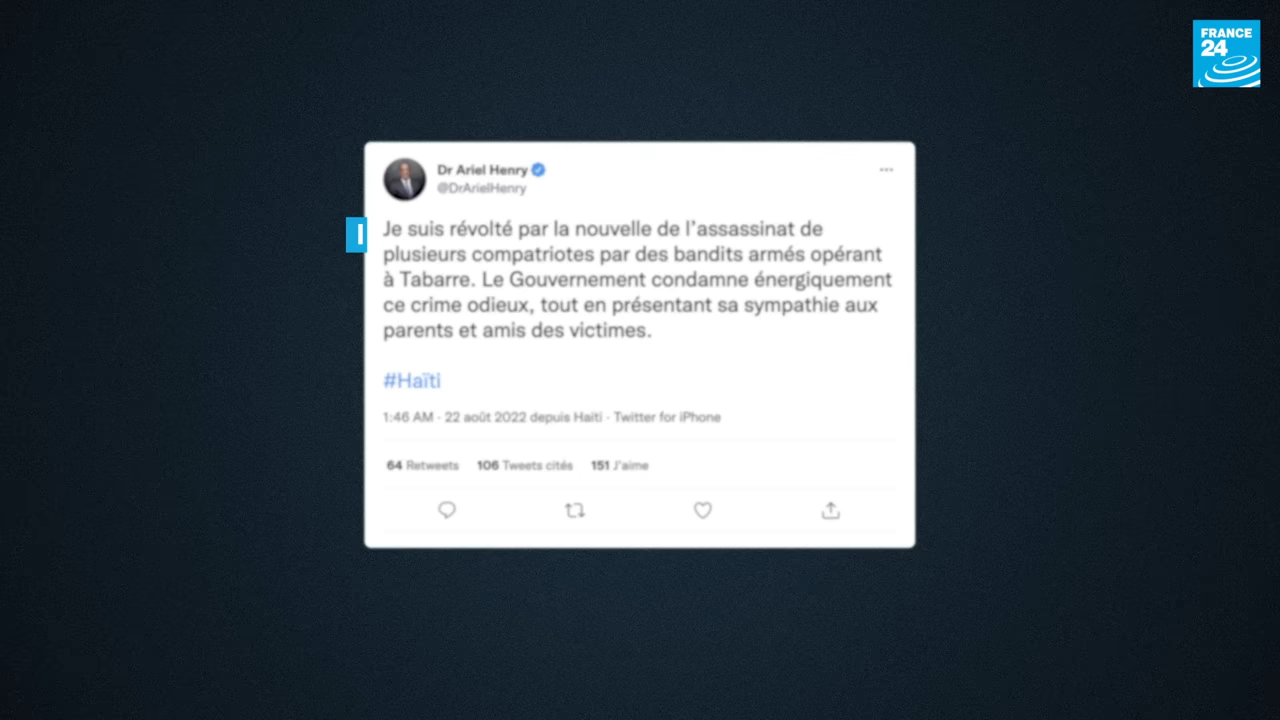 FRANCE
24
Dr Ariel Henry
@DrArielHenry
I
Je suis révolté par la nouvelle de l'assassinat de
plusieurs compatriotes par des bandits armés opérant
à Tabarre. Le Gouvernement condamne énergiquement
ce crime odieux, tout en présentant sa sympathie aux
parents et amis des victimes.
#Haïti
1:46 AM · 22 août 2022 depuis Haiti · Twitter for iPhone
64 Retweets 106 Tweets cités 151 J'aime